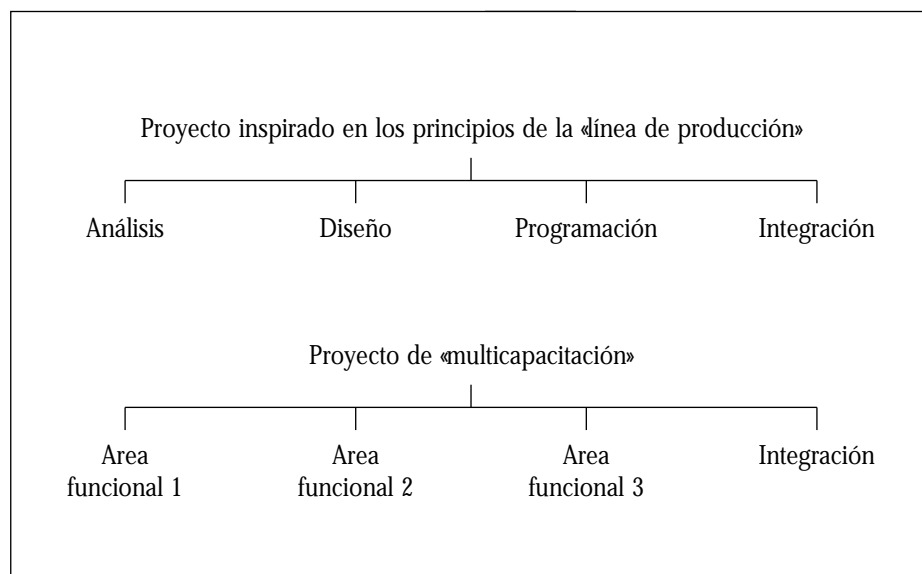 Proyecto inspirado en los principios de la «línea de producción»
Análisis Diseño Programación Integración
Proyecto de «multicapacitación»
Area Area Area Integración
funcional 1 funcional 2 funcional 3